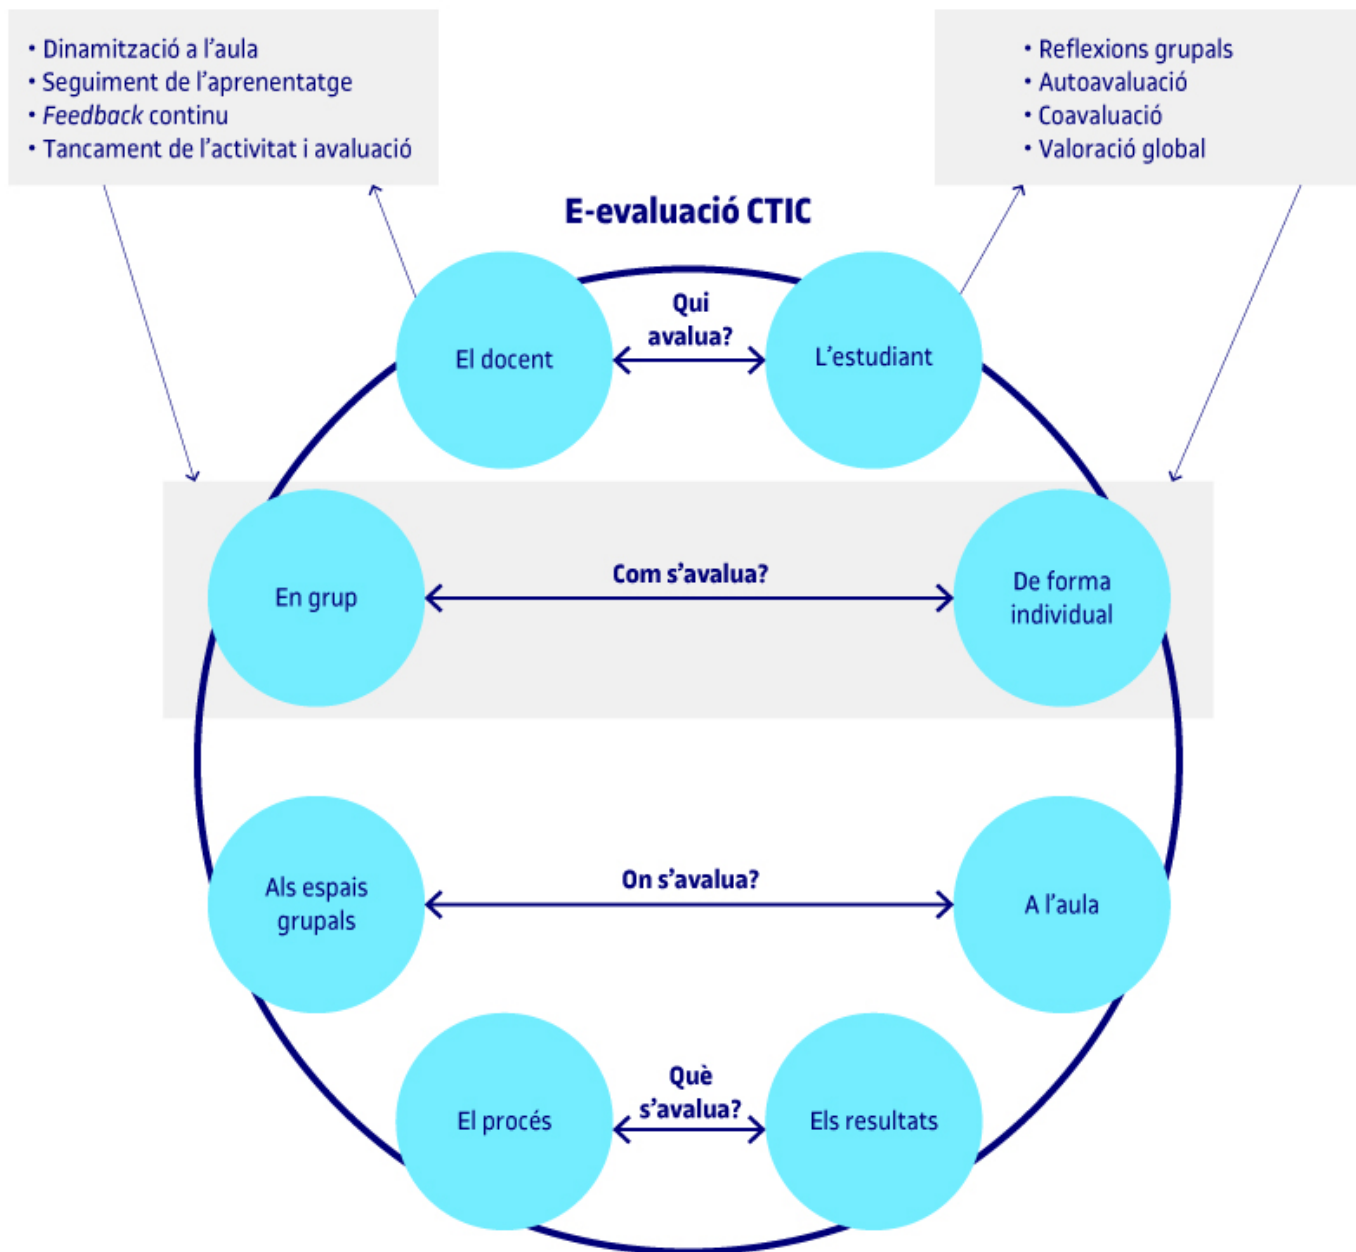 • Dinamització a l’aula
• Seguiment de l’aprenentatge
• Feedback continu
• Tancament de l’activitat i avaluació
• Reflexions grupals
• Autoavaluació
• Coavaluació
• Valoració global
E-evaluació CTIC
Qui
avalua?
El docent
L’estudiant
Com s’avalua?
En grup
De forma
individual
On s’avalua?
Als espais
grupals
A l’aula
Què
s’avalua?
El procés
Els resultats